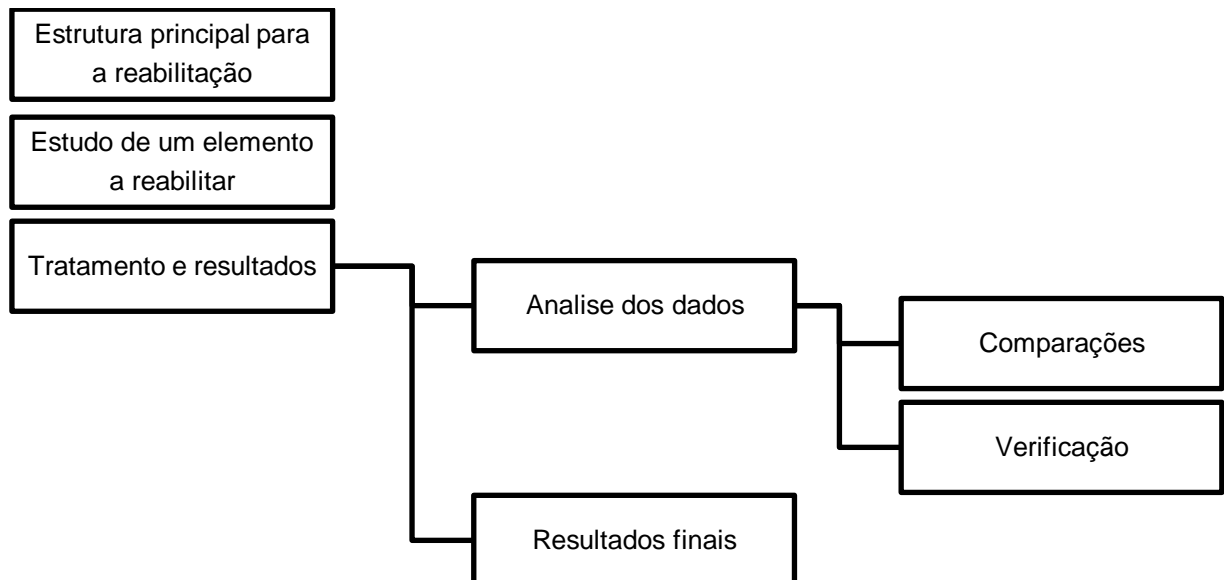 Estrutura principal para
a reabilitação
Estudo de um elemento
a reabilitar
Tratamento e resultados
Analise dos dados
Comparações
Verificação
Resultados finais